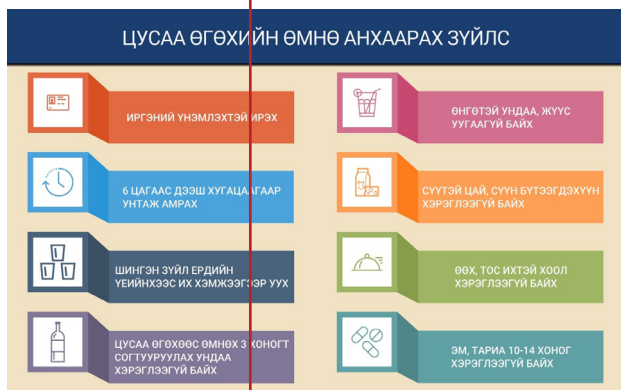 ЦУСАА ӨГӨХИЙН ӨМНӨ АНХААРАХ ЗҮЙЛС
ИРГЭНИЙ ҮНЭМЛЭХТЭЙ ИРЭХ
6 ЦАГААС ДЭЭШ ХУГАЦААГААР
УНТАЖ АМРАХ
ШИНГЭН ЗҮЙЛ ЕРДИЙН
ҮЕИЙНХЭЭС ИХ ХЭМЖЭЭГЭЭР УУХ
ЦУСАА ӨГӨХӨӨС ӨМНӨХ 3 ХОНОГТ
СОГТУУРУУЛАХ УНДАА
ХЭРЭГЛЭЭГҮЙ БАЙХ
ӨНГӨТЭЙ УНДАА, ЖҮҮС
УУГААГҮЙ БАЙХ
СҮҮТЭЙ ЦАЙ, СҮҮН БҮТЭЭГДЭХҮҮН
ХЭРЭГЛЭЭГҮЙ БАЙХ
ӨӨХ, ТОС ИХТЭЙ ХООЛ
ХЭРЭГЛЭЭГҮЙ БАЙХ
ЭМ, ТАРИА 10-14 ХОНОГ
ХЭРЭГЛЭЭГҮЙ БАЙХ